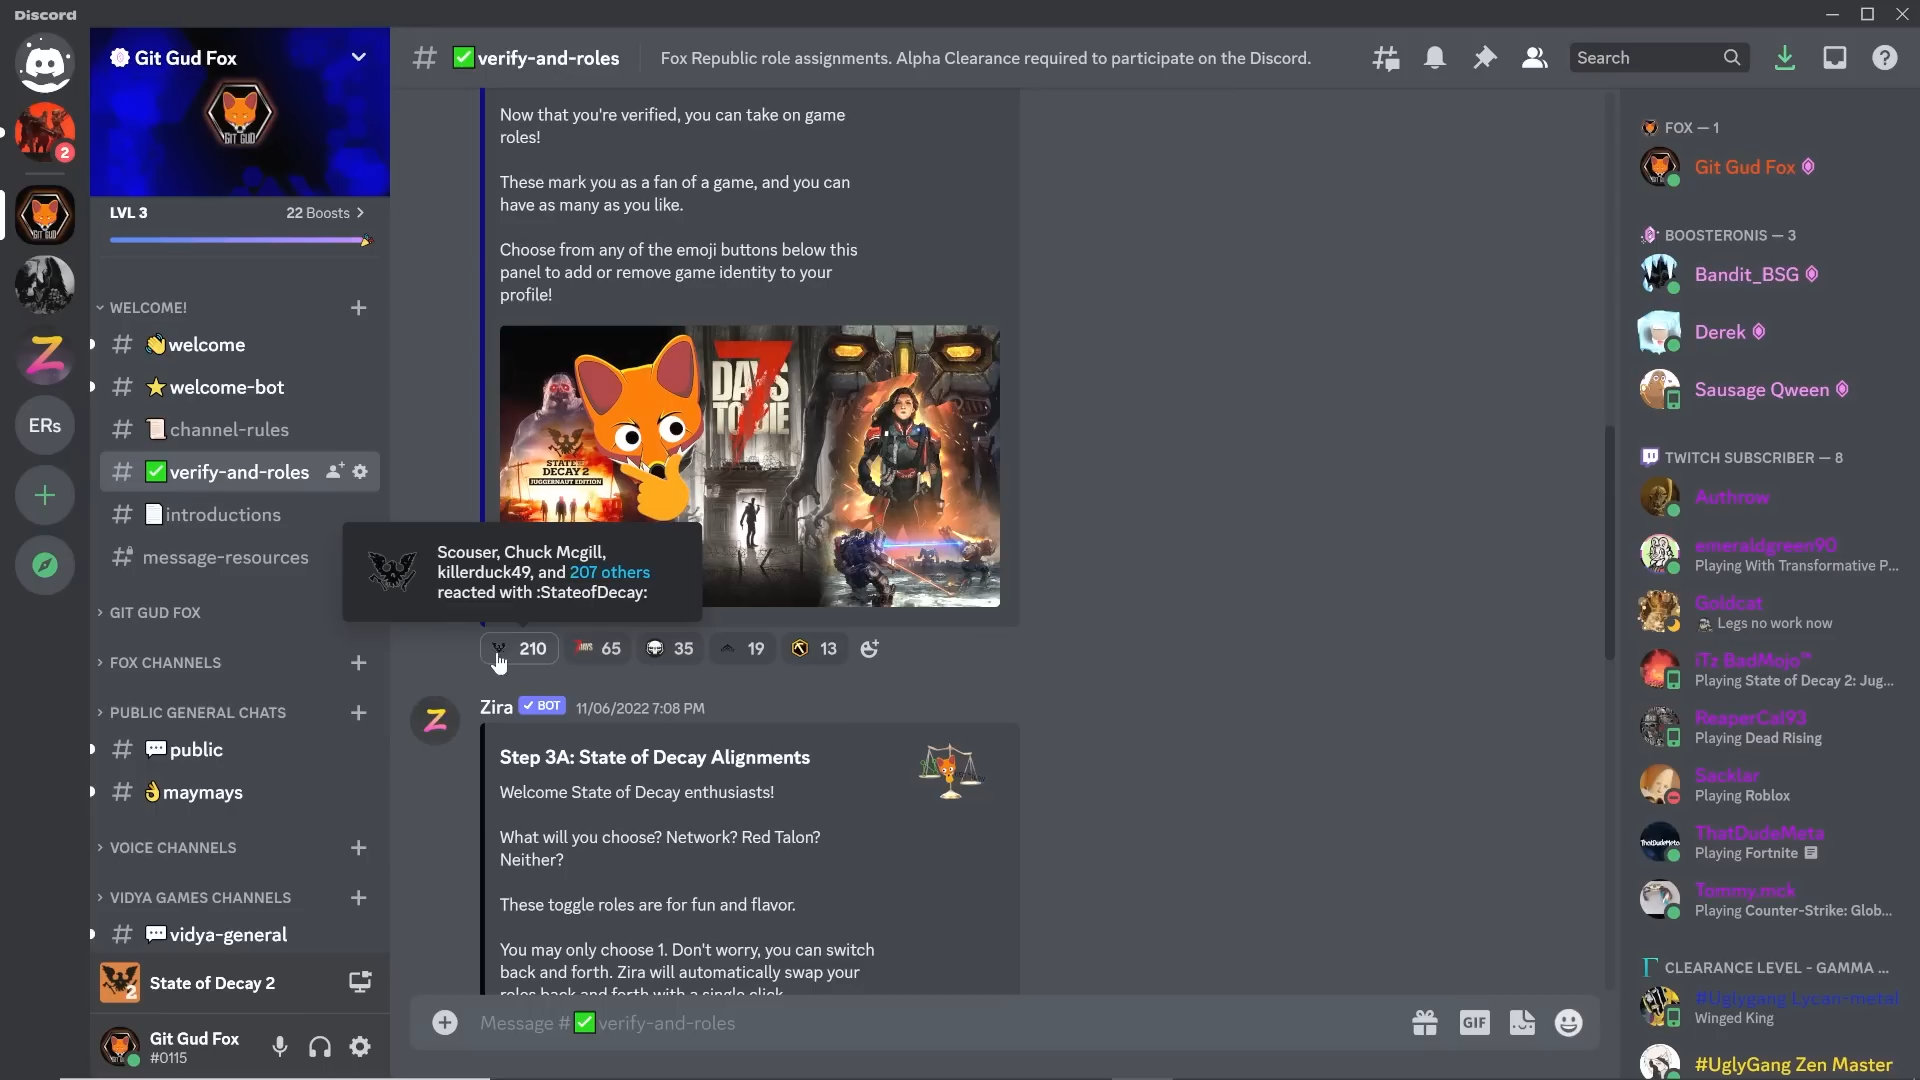 Discord
Git Gud Fox
GIT GUD
LVL 3
22 Boosts
WELCOME!
welcome
welcome-bot
channel-rules
verify-and-roles
introductions
message-resources
GIT GUD FOX
FOX CHANNELS
PUBLIC GENERAL CHATS
public
maymays
VOICE CHANNELS
VIDYA GAMES CHANNELS
vidya-general
State of Decay 2
Git Gud Fox
#0115
2
GIT GUD
Z
ERs
# verify-and-roles
Fox Republic role assignments. Alpha Clearance required to participate on the Discord.
Search
Now that you're verified, you can take on game
roles!
These mark you as a fan of a game, and you can
have as many as you like.
Choose from any of the emoji buttons below this
panel to add or remove game identity to your
profile!
STATE OF
DECAY 2
JUGGERNAUT EDITION
7
DAYS
TO DIE
Scouser, Chuck Mcgill,
killerduck49, and 207 others
reacted with :StateofDecay:
210 65 35 19 13
Zira BOT 11/06/2022 7:08 PM
Step 3A: State of Decay Alignments
Welcome State of Decay enthusiasts!
What will you choose? Network? Red Talon?
Neither?
These toggle roles are for fun and flavor.
You may only choose 1. Don't worry, you can switch
back and forth. Zira will automatically swap your
roles back and forth with a single click.
Message # verify-and-roles
GIF
FOX — 1
Git Gud Fox
BOOSTERONIS — 3
Bandit_BSG
Derek
Sausage Qween
TWITCH SUBSCRIBER — 8
Authrow
emeraldgreen90
Playing With Transformative P...
Goldcat
Legs no work now
iTz BadMojo™
Playing State of Decay 2: Jug...
ReaperCal93
Playing Dead Rising
Sacklar
Playing Roblox
ThatDudeMeta
Playing Fortnite
Tommy.mck
Playing Counter-Strike: Glob...
CLEARANCE LEVEL - GAMMA ...
#Uglygang Lycan-metal
Winged King
#UglyGang Zen Master